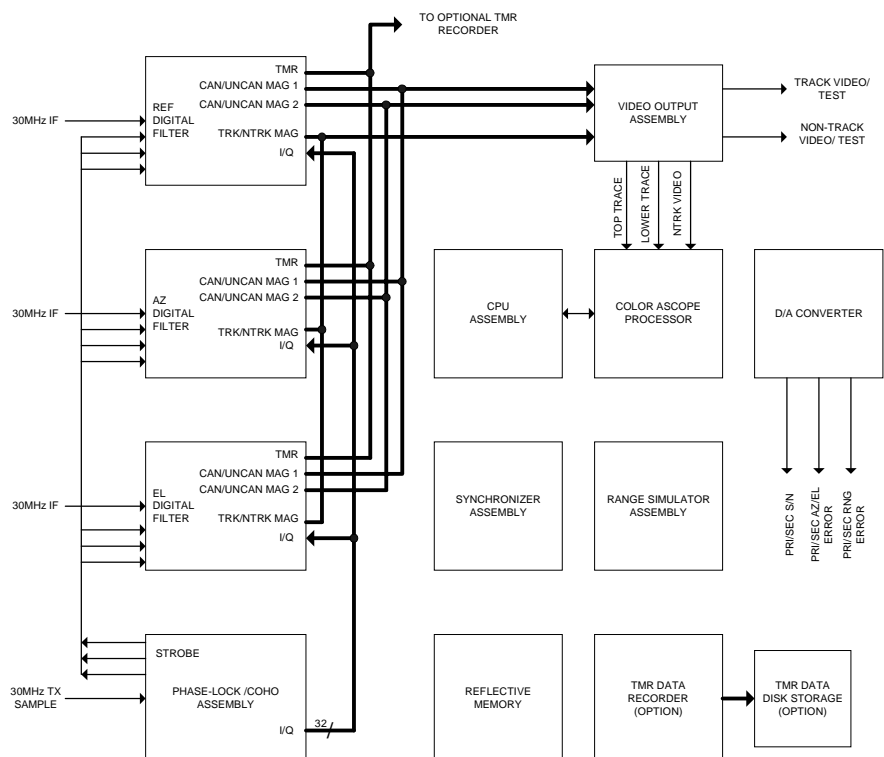 TO OPTIONAL TMR
RECORDER
30MHz IF
REF
DIGITAL
FILTER
TMR
CAN/UNCAN MAG 1
CAN/UNCAN MAG 2
TRK/NTRK MAG
I/Q
VIDEO OUTPUT
ASSEMBLY
TRACK VIDEO/
TEST
NON-TRACK
VIDEO/ TEST
TOP TRACE
LOWER TRACE
NTRK VIDEO
30MHz IF
AZ
DIGITAL
FILTER
TMR
CAN/UNCAN MAG 1
CAN/UNCAN MAG 2
TRK/NTRK MAG
I/Q
CPU
ASSEMBLY
COLOR ASCOPE
PROCESSOR
D/A CONVERTER
30MHz IF
EL
DIGITAL
FILTER
TMR
CAN/UNCAN MAG 1
CAN/UNCAN MAG 2
TRK/NTRK MAG
I/Q
SYNCHRONIZER
ASSEMBLY
RANGE SIMULATOR
ASSEMBLY
PRI/SEC S/N
PRI/SEC AZ/EL
ERROR
PRI/SEC RNG
ERROR
30MHz TX
SAMPLE
STROBE
PHASE-LOCK /COHO
ASSEMBLY
I/Q
32
REFLECTIVE
MEMORY
TMR DATA
RECORDER
(OPTION)
TMR DATA
DISK STORAGE
(OPTION)